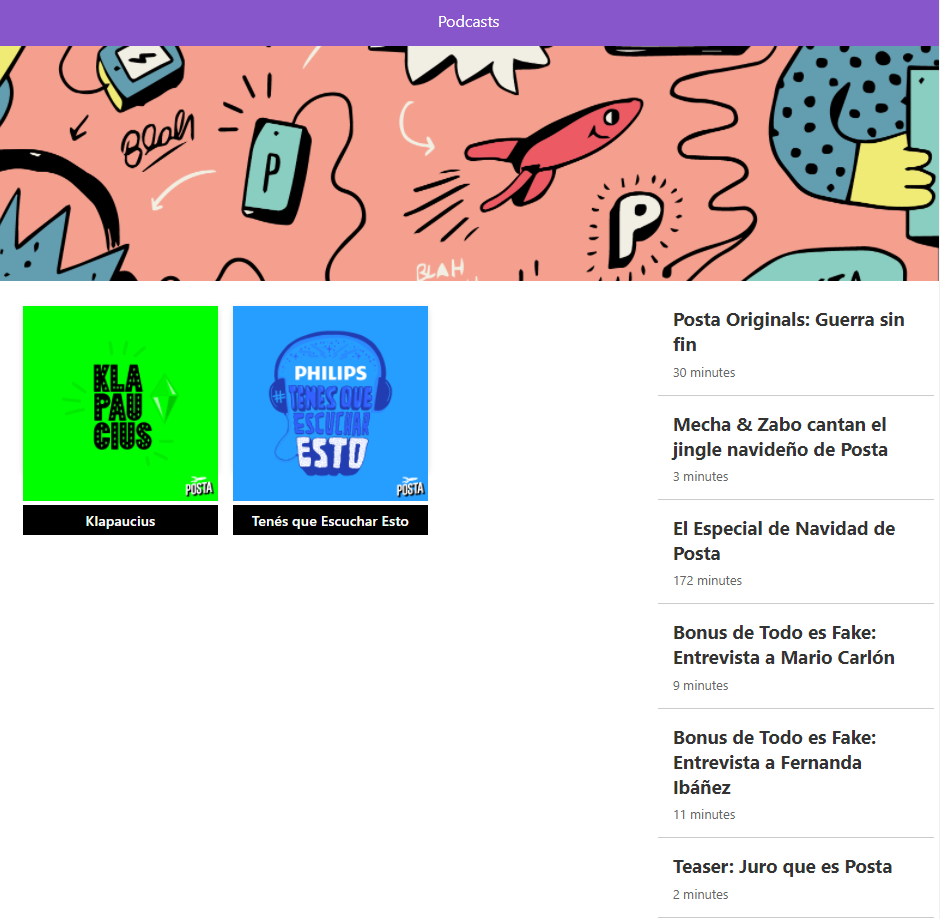 Podcasts
Blah
P
P
BLAH
KLA
PAU
CIUS
POSTA
Klapaucius
PHILIPS
#TENES QUE
ESCUCHAR
ESTO
POSTA
Tenés que Escuchar Esto
Posta Originals: Guerra sin
fin
30 minutes
Mecha & Zabo cantan el
jingle navideño de Posta
3 minutes
El Especial de Navidad de
Posta
172 minutes
Bonus de Todo es Fake:
Entrevista a Mario Carlón
9 minutes
Bonus de Todo es Fake:
Entrevista a Fernanda
Ibáñez
11 minutes
Teaser: Juro que es Posta
2 minutes